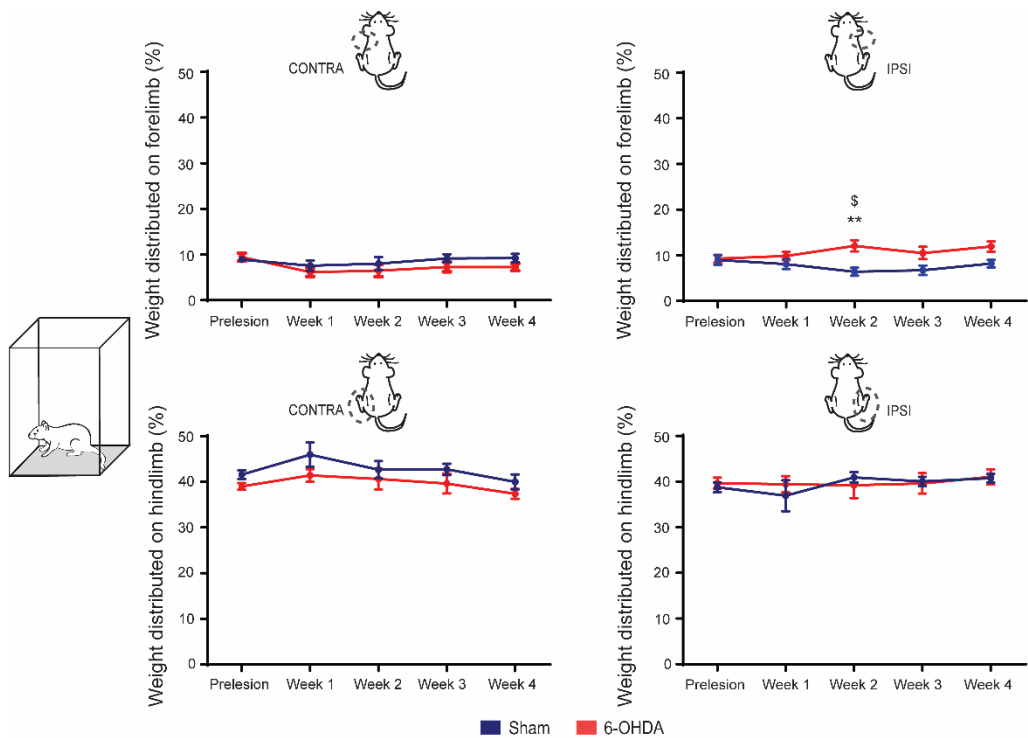 CONTRA
Weight distributed on forelimb (%)
50
40
30
20
10
0
Prelesion Week 1 Week 2 Week 3 Week 4
IPSI
Weight distributed on forelimb (%)
50
40
30
20
10
0
$
**
Prelesion Week 1 Week 2 Week 3 Week 4
CONTRA
Weight distributed on hindlimb (%)
50
40
30
20
10
0
Prelesion Week 1 Week 2 Week 3 Week 4
IPSI
Weight distributed on hindlimb (%)
50
40
30
20
10
0
Prelesion Week 1 Week 2 Week 3 Week 4
Sham 6-OHDA